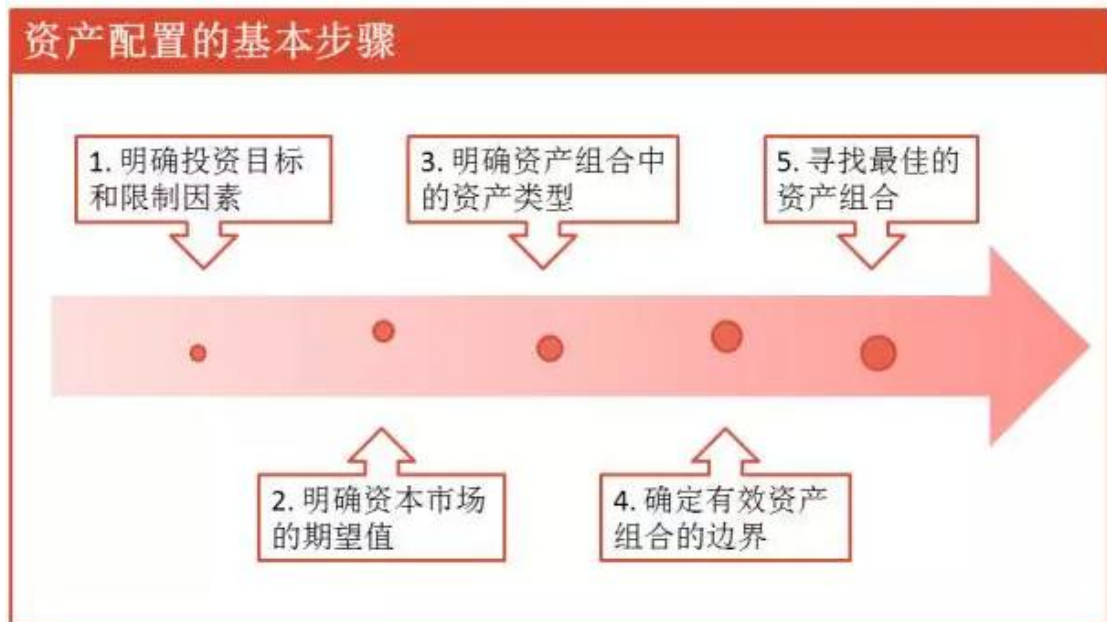 资产配置的基本步骤
1. 明确投资目标
和限制因素
3. 明确资产组合中
的资产类型
5. 寻找最佳的
资产组合
2. 明确资本市场
的期望值
4. 确定有效资产
组合的边界